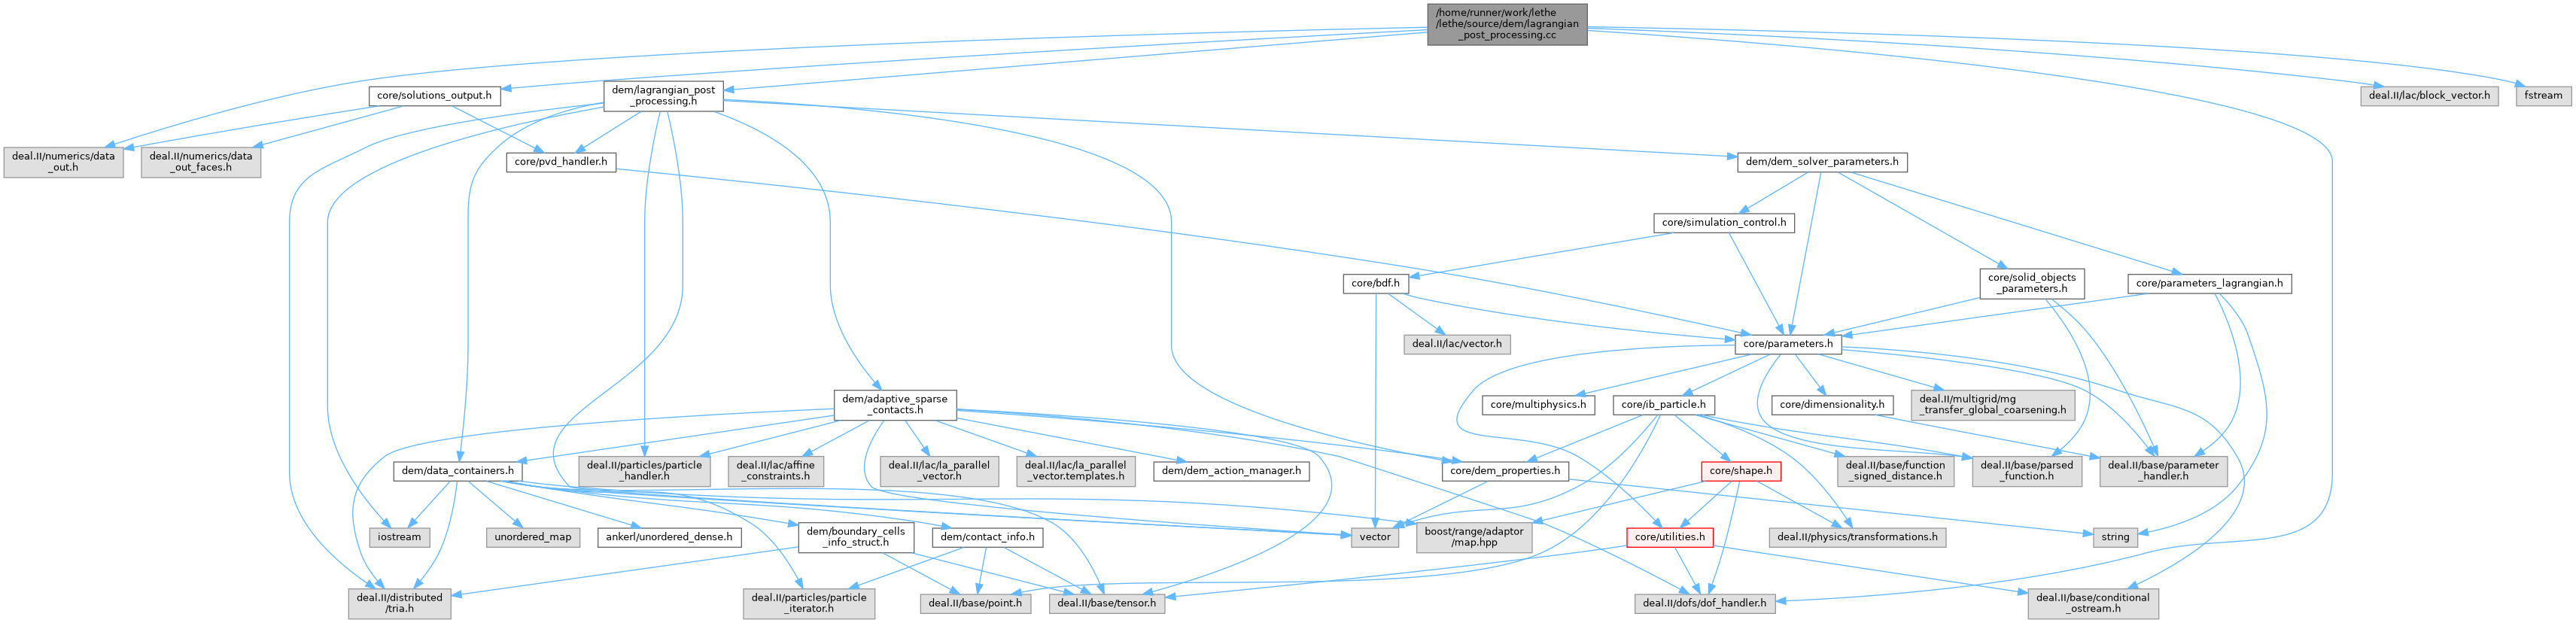 /home/runner/work/lethe
/lethe/source/dem/lagrangian
_post_processing.cc
core/solutions_output.h
dem/lagrangian_post
_processing.h
deal.II/lac/block_vector.h
fstream
deal.II/numerics/data
_out.h
deal.II/numerics/data
_out_faces.h
core/pvd_handler.h
dem/dem_solver_parameters.h
core/simulation_control.h
core/bdf.h
core/solid_objects
_parameters.h
core/parameters_lagrangian.h
deal.II/lac/vector.h
core/parameters.h
dem/adaptive_sparse
_contacts.h
core/multiphysics.h
core/ib_particle.h
core/dimensionality.h
deal.II/multigrid/mg
_transfer_global_coarsening.h
dem/data_containers.h
deal.II/particles/particle
_handler.h
deal.II/lac/affine
_constraints.h
deal.II/lac/la_parallel
_vector.h
deal.II/lac/la_parallel
_vector.templates.h
dem/dem_action_manager.h
core/dem_properties.h
core/shape.h
deal.II/base/function
_signed_distance.h
deal.II/base/parsed
_function.h
deal.II/base/parameter
_handler.h
iostream
unordered_map
ankerl/unordered_dense.h
dem/boundary_cells
_info_struct.h
dem/contact_info.h
vector
boost/range/adaptor
/map.hpp
core/utilities.h
deal.II/physics/transformations.h
string
deal.II/distributed
/tria.h
deal.II/particles/particle
_iterator.h
deal.II/base/point.h
deal.II/base/tensor.h
deal.II/dofs/dof_handler.h
deal.II/base/conditional
_ostream.h